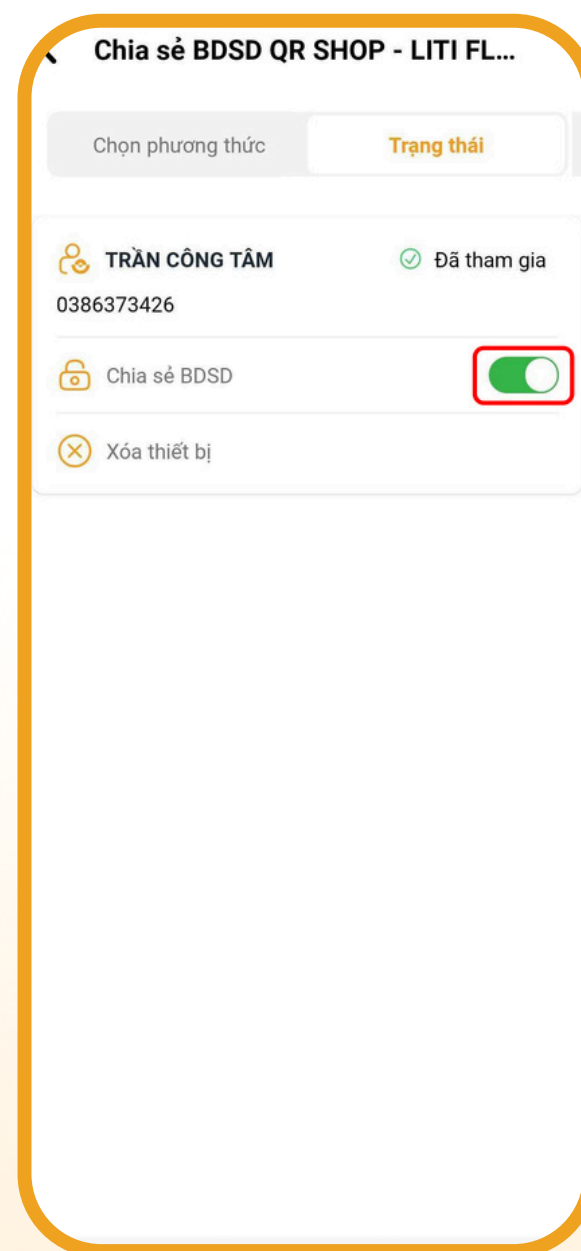 Chia sẻ BDSD QR SHOP - LITI FL...
Chọn phương thức
Trạng thái
TRẦN CÔNG TÂM
Đã tham gia
0386373426
Chia sẻ BDSD
Xóa thiết bị